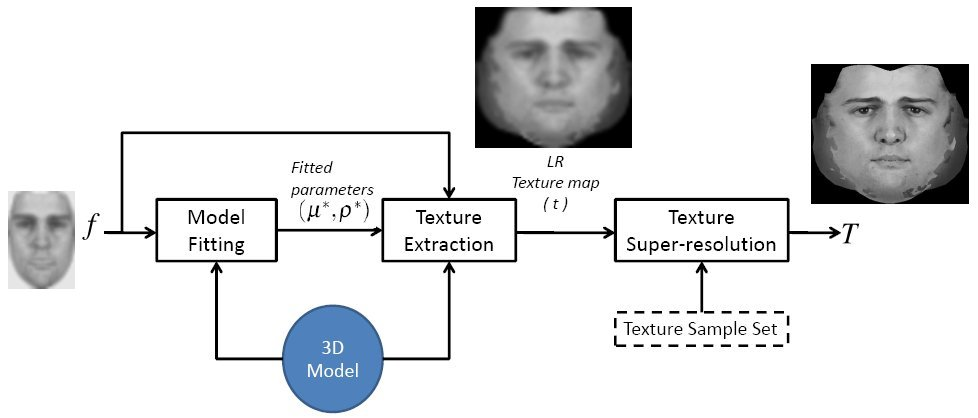 f
Model
Fitting
Fitted
parameters
(μ*,ρ*)
Texture
Extraction
LR
Texture map
( t )
Texture
Super-resolution
T
3D
Model
Texture Sample Set